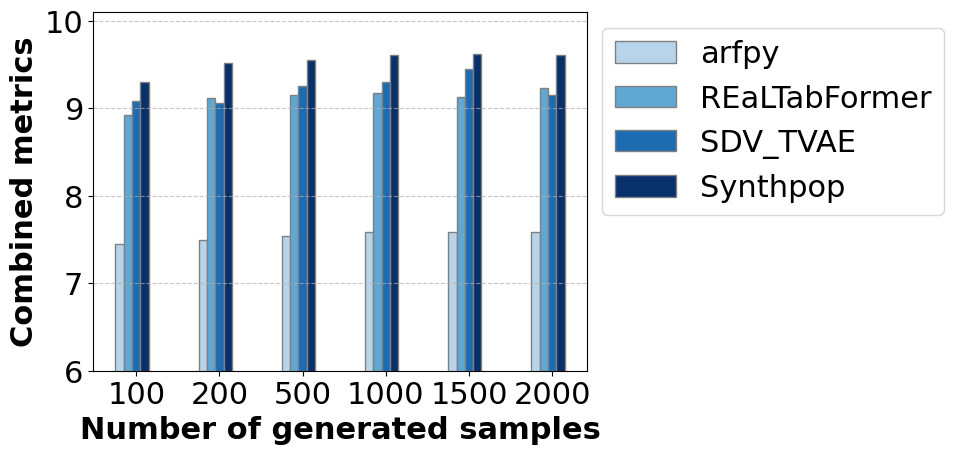 10
9
8
7
6
Combined metrics
100 200 500 1000 1500 2000
Number of generated samples
arfpy
REaLTabFormer
SDV_TVAE
Synthpop